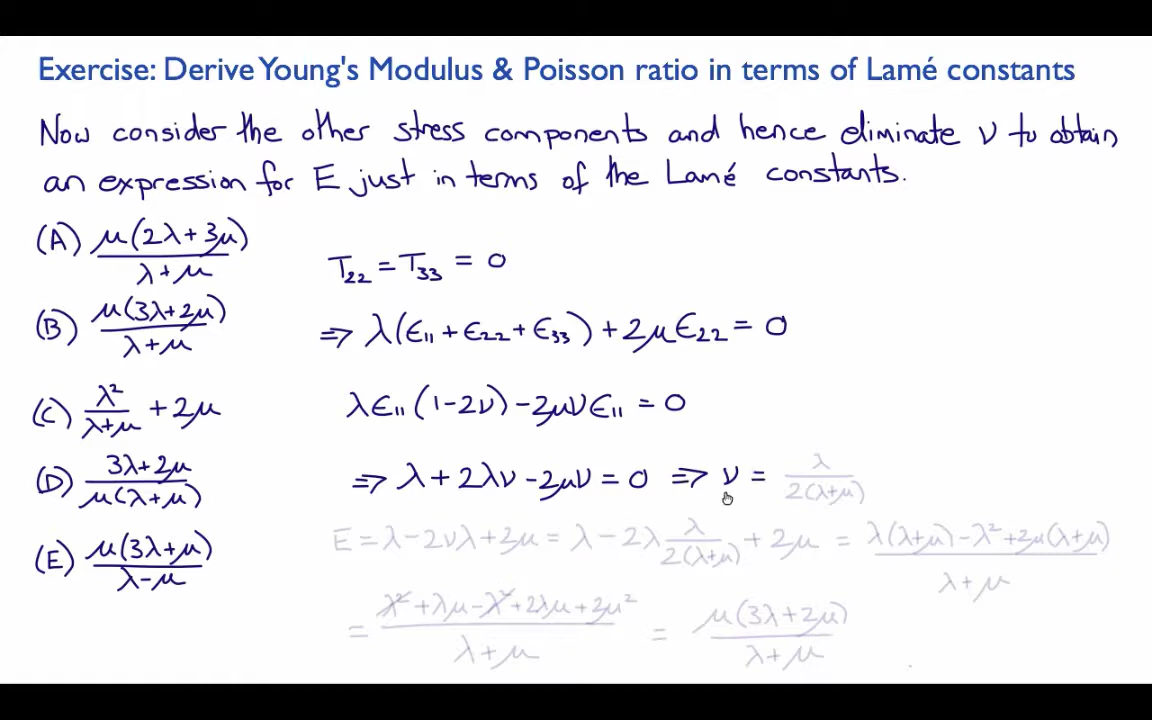 Exercise: Derive Young's Modulus & Poisson ratio in terms of Lamé constants
Now consider the other stress components and hence eliminate ν to obtain
an expression for E just in terms of the Lamé constants.
(A) μ(2λ+3μ)/(λ+μ)
T₂₂ = T₃₃ = 0
(B) μ(3λ+2μ)/(λ+μ)
⇒ λ(ϵ₁₁ + ϵ₂₂ + ϵ₃₃) + 2μϵ₂₂ = 0
(C) λ²/(λ+μ) + 2μ
λϵ₁₁(1-2ν) - 2μνϵ₁₁ = 0
(D) (3λ+2μ)/(μ(λ+μ))
⇒ λ + 2λν - 2μν = 0 ⇒ ν = λ/(2(λ+μ))
(E) μ(3λ+μ)/(λ-μ)
E = λ - 2νλ + 2μ = λ - 2λ λ/(2(λ+μ)) + 2μ = (λ(λ+μ) - λ² + 2μ(λ+μ))/(λ+μ)
= (λ² + λμ - λ² + 2λμ + 2μ²)/(λ+μ) = μ(3λ+2μ)/(λ+μ)